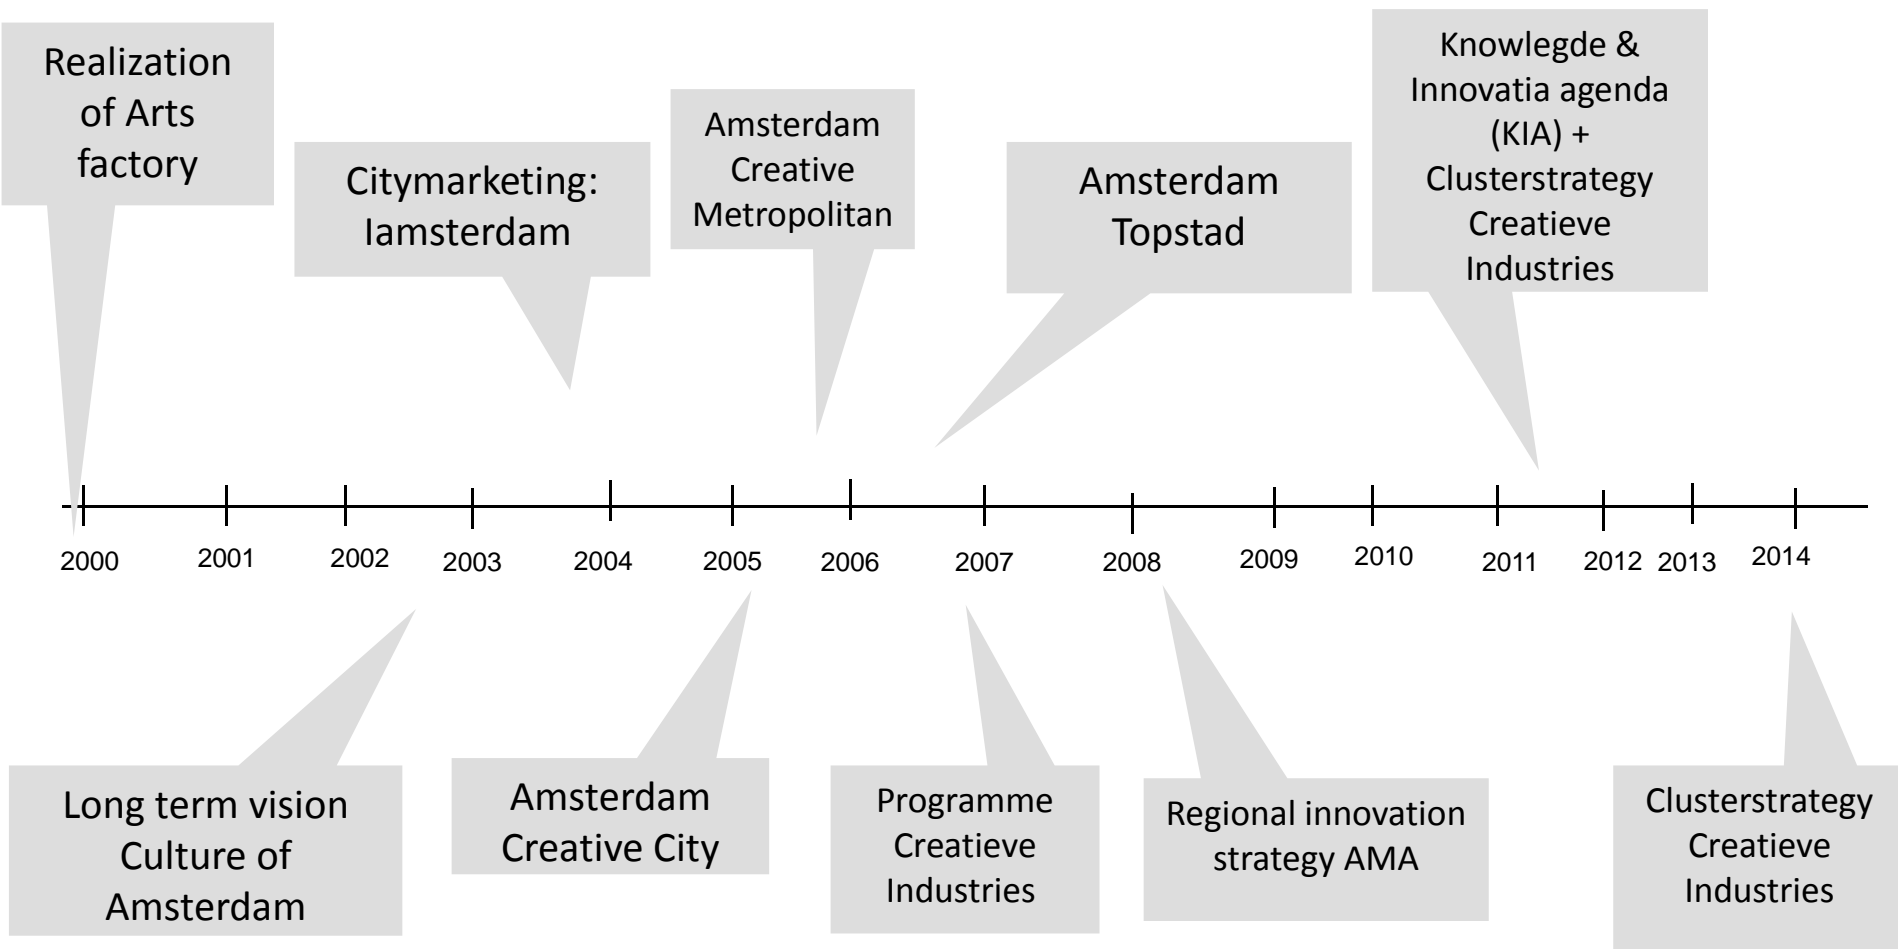 Realization
of Arts
factory
Citymarketing:
Iamsterdam
Amsterdam
Creative
Metropolitan
Amsterdam
Topstad
Knowlegde &
Innovatia agenda
(KIA) +
Clusterstrategy
Creatieve
Industries
2000 2001 2002 2003 2004 2005 2006 2007 2008 2009 2010 2011 2012 2013 2014
Long term vision
Culture of
Amsterdam
Amsterdam
Creative City
Programme
Creatieve
Industries
Regional innovation
strategy AMA
Clusterstrategy
Creatieve
Industries